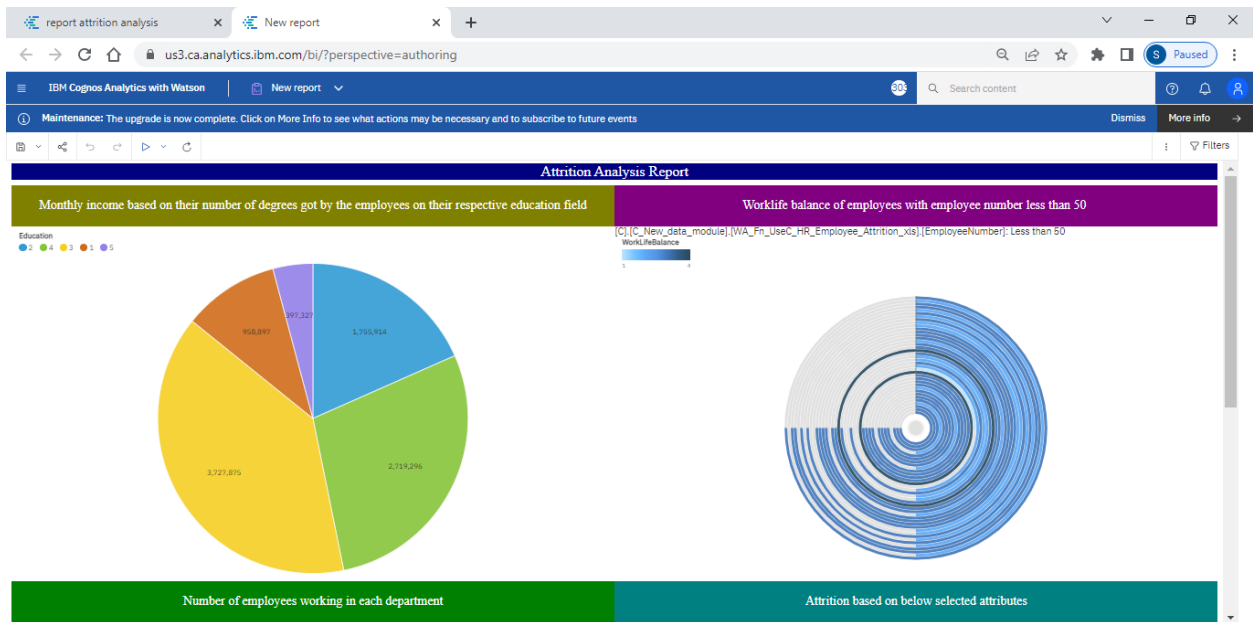 report attrition analysis
New report
us3.ca.analytics.ibm.com/bi/?perspective=authoring
S Paused
IBM Cognos Analytics with Watson
New report
303
Search content
Maintenance: The upgrade is now complete. Click on More Info to see what actions may be necessary and to subscribe to future events
Dismiss
More info
Filters
Attrition Analysis Report
Monthly income based on their number of degrees got by the employees on their respective education field
Worklife balance of employees with employee number less than 50
Education
2 4 3 1 5
[C].[C_New_data_module].[WA_Fn_UseC_HR_Employee_Attrition_xls].[EmployeeNumber]: Less than 50
WorkLifeBalance
1 4
397,327
958,897
1,755,914
3,727,875
2,719,296
Number of employees working in each department
Attrition based on below selected attributes